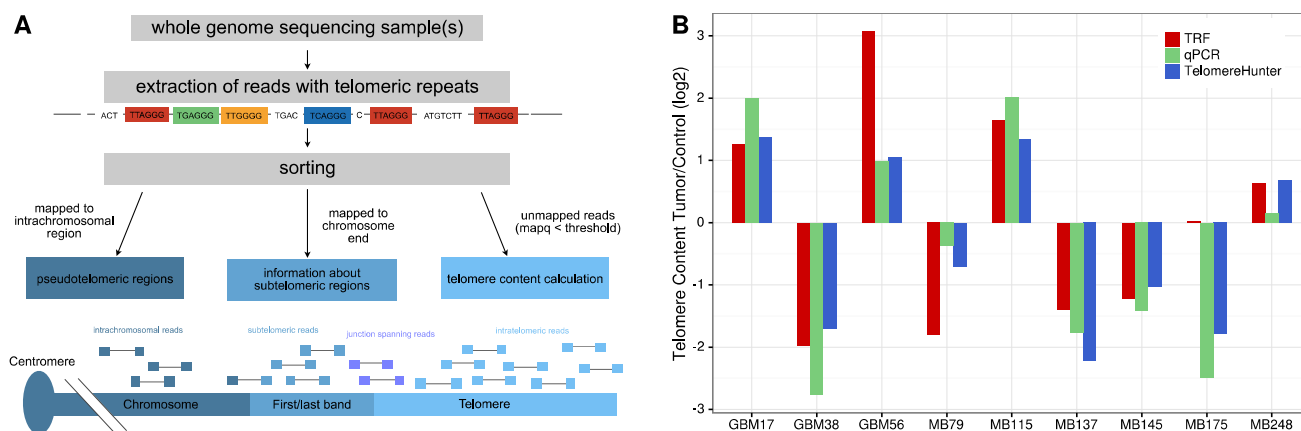 A
whole genome sequencing sample(s)
extraction of reads with telomeric repeats
ACT TTAGGG TGAGGG TTGGGG TGAC TCAGGG C TTAGGG ATGTCTT TTAGGG
sorting
mapped to
intrachromosomal
region
mapped to
chromosome
end
unmapped reads
(mapq < threshold)
pseudotelomeric regions
information about
subtelomeric regions
telomere content calculation
intrachromosomal reads
subtelomeric reads
junction spanning reads
intratelomeric reads
Centromere
Chromosome
First/last band
Telomere
B
Telomere Content Tumor/Control (log2)
3
2
1
0
-1
-2
-3
TRF
qPCR
TelomereHunter
GBM17 GBM38 GBM56 MB79 MB115 MB137 MB145 MB175 MB248